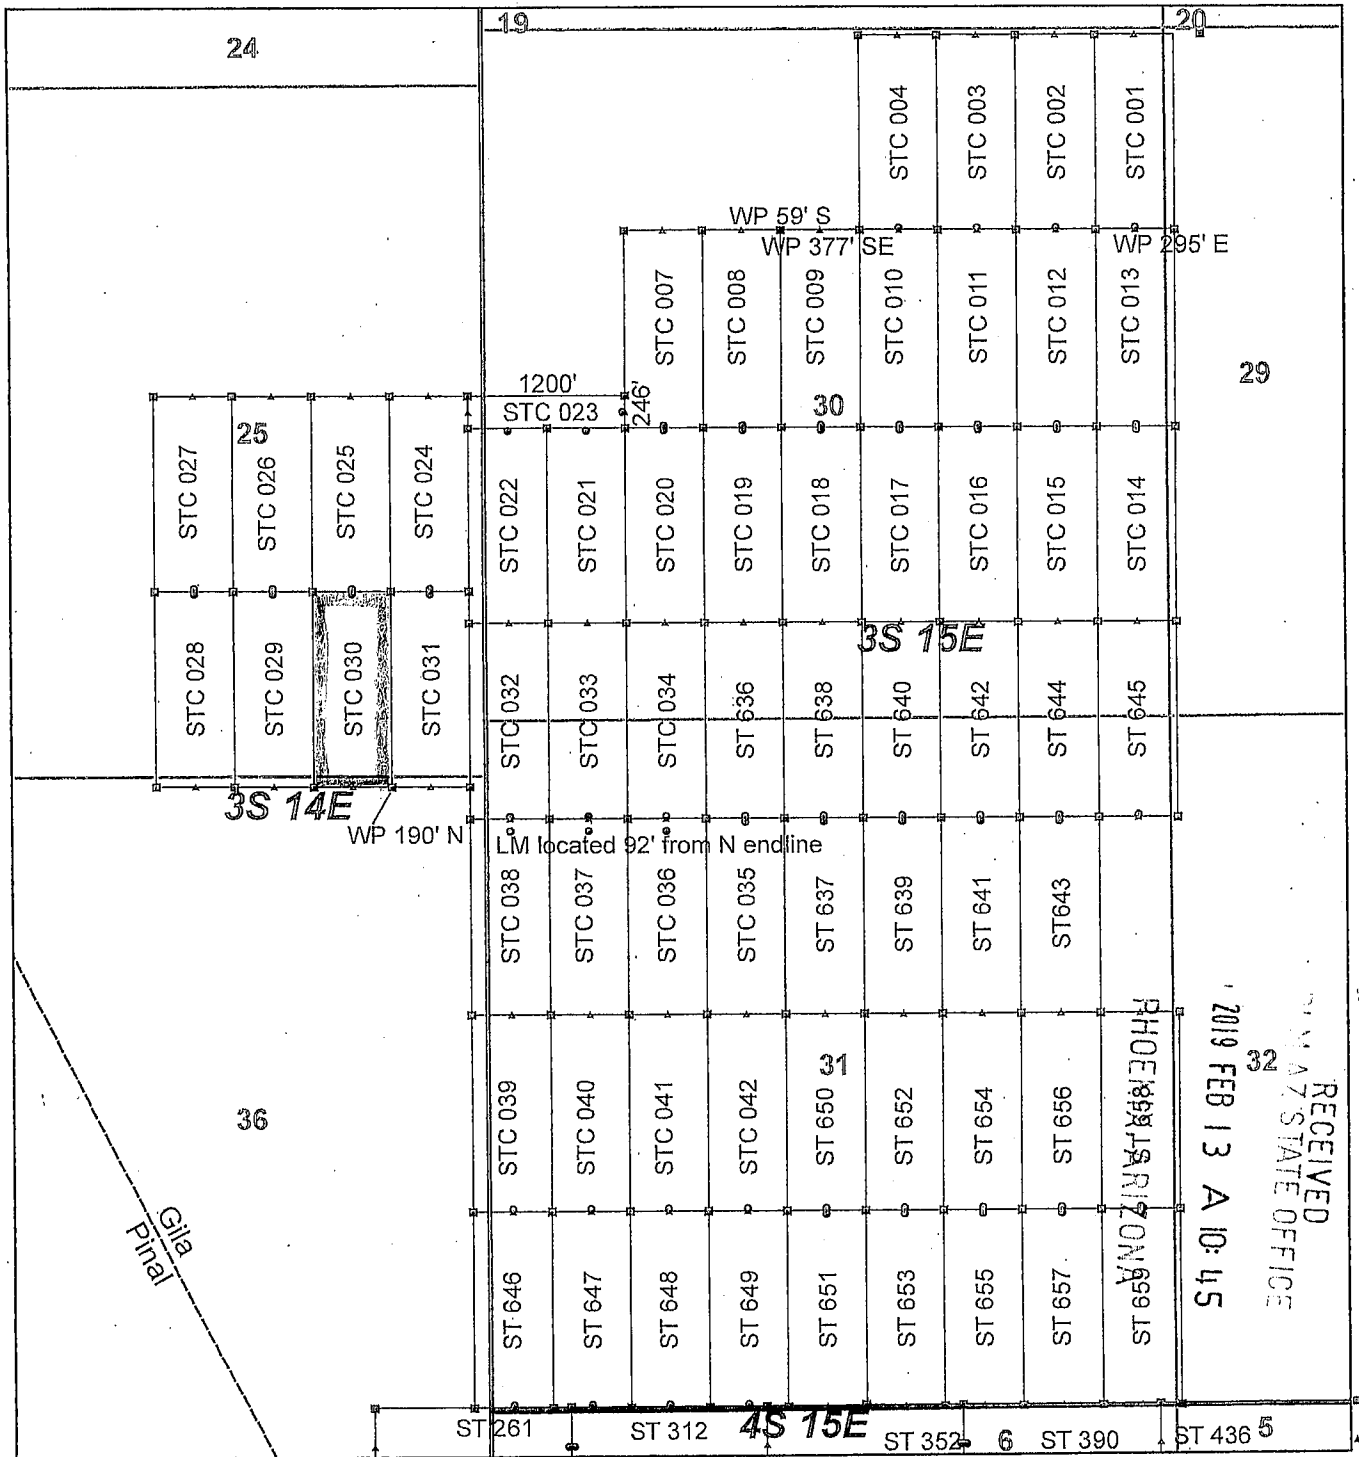 19
20
24
STC 004
STC 003
STC 002
STC 001
WP 59' S
WP 377' SE
WP 295' E
STC 007
STC 008
STC 009
STC 010
STC 011
STC 012
STC 013
29
1200'
246'
STC 023
30
25
STC 027
STC 026
STC 025
STC 024
STC 022
STC 021
STC 020
STC 019
STC 018
STC 017
STC 016
STC 015
STC 014
3S 15E
STC 028
STC 029
STC 030
STC 031
STC 032
STC 033
STC 034
ST 636
ST 638
ST 640
ST 642
ST 644
ST 645
3S 14E
WP 190' N
LM located 92' from N endline
STC 038
STC 037
STC 036
STC 035
ST 637
ST 639
ST 641
ST643
31
32
36
STC 039
STC 040
STC 041
STC 042
ST 650
ST 652
ST 654
ST 656
ST 658
RECEIVED
AZ STATE OFFICE
2019 FEB 13 A 10:45
PHOENIX, ARIZONA
Gila
Pinal
ST 646
ST 647
ST 648
ST 649
ST 651
ST 653
ST 655
ST 657
ST 659
ST 261
ST 312
4S 15E
ST 352
6
ST 390
ST 436
5